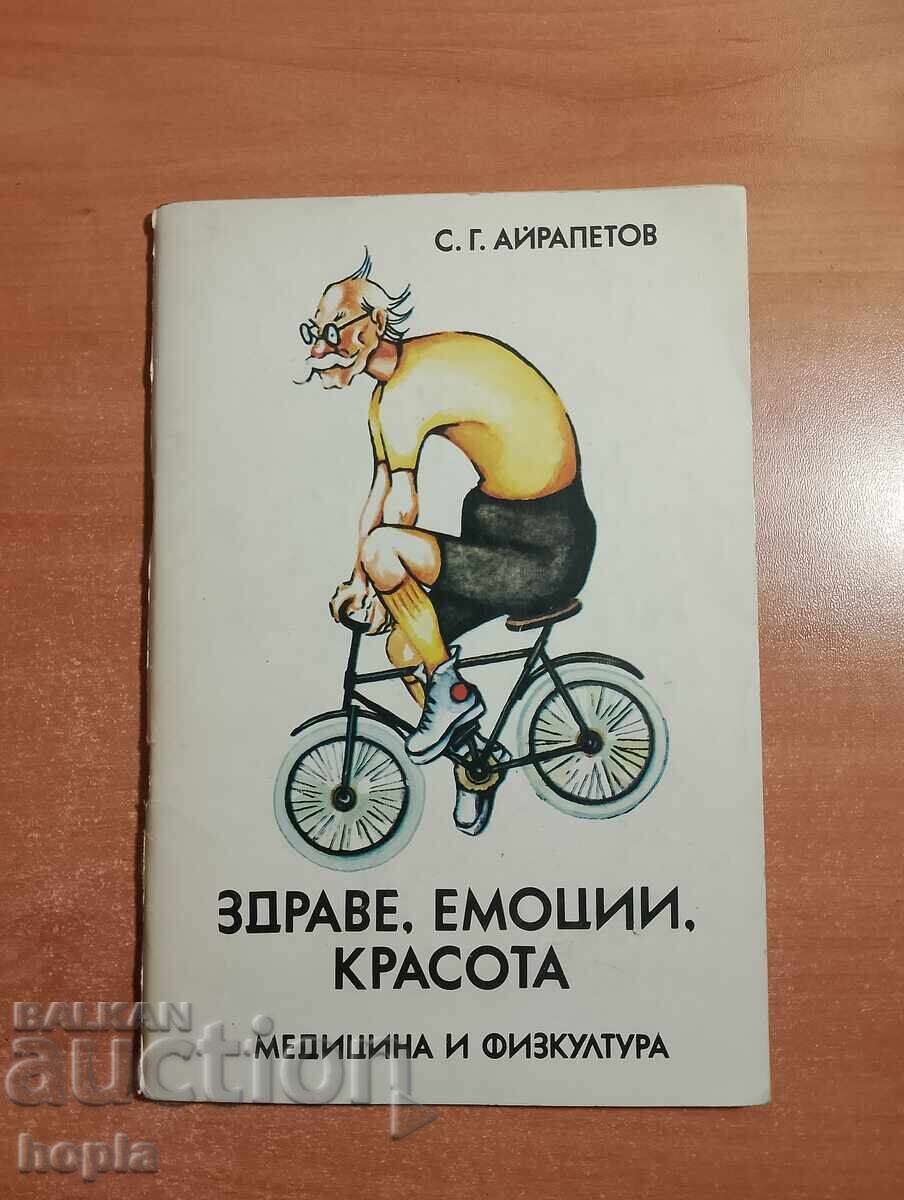 С. Г. АЙРАПЕТОВ
ЗДРАВЕ, ЕМОЦИИ,
КРАСОТА
МЕДИЦИНА И ФИЗКУЛТУРА
BALKAN
auction
hopla